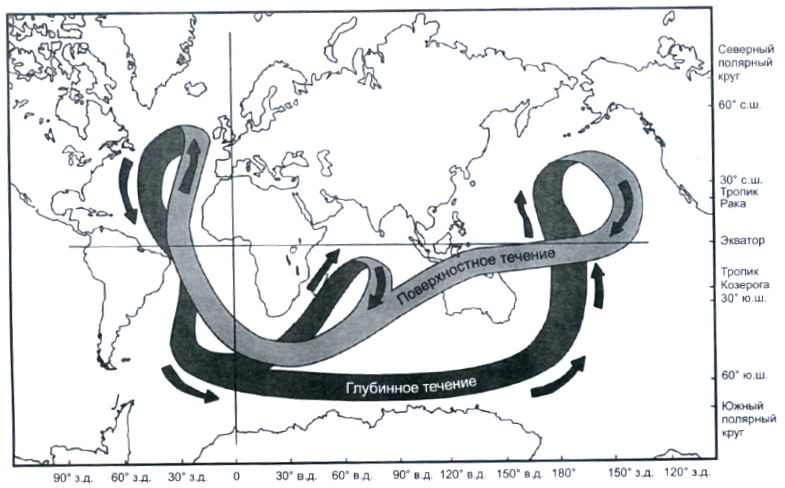 Северный
полярный
круг
60° с.ш.
30° с.ш.
Тропик
Рака
Экватор
Тропик
Козерога
30° ю.ш.
60° ю.ш.
Южный
полярный
круг
Поверхностное течение
Глубинное течение
90° з.д. 60° з.д. 30° з.д. 0 30° в.д. 60° в.д. 90° в.д. 120° в.д. 150° в.д. 180° 150° з.д. 120° з.д.